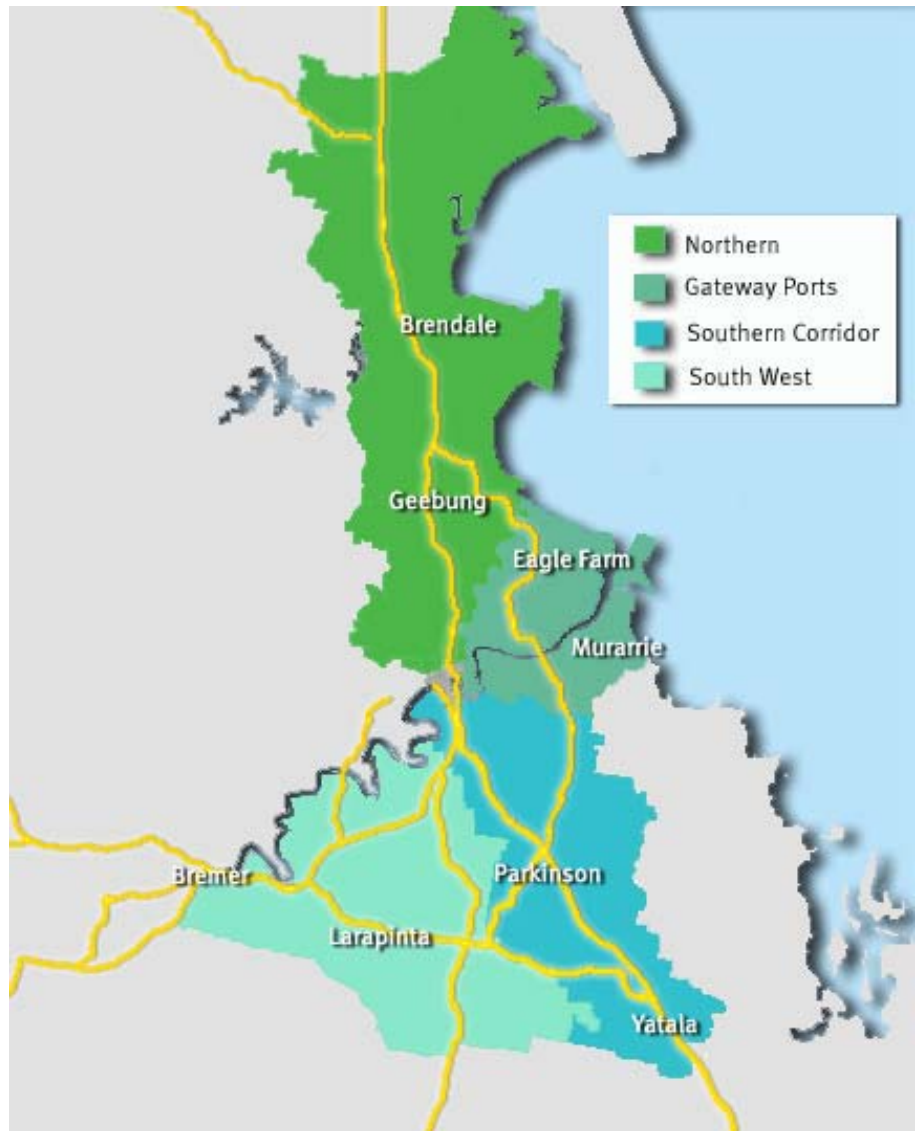 Northern
Gateway Ports
Southern Corridor
South West
Brendale
Geebung
Eagle Farm
Murarrie
Bremer
Parkinson
Larapinta
Yatala